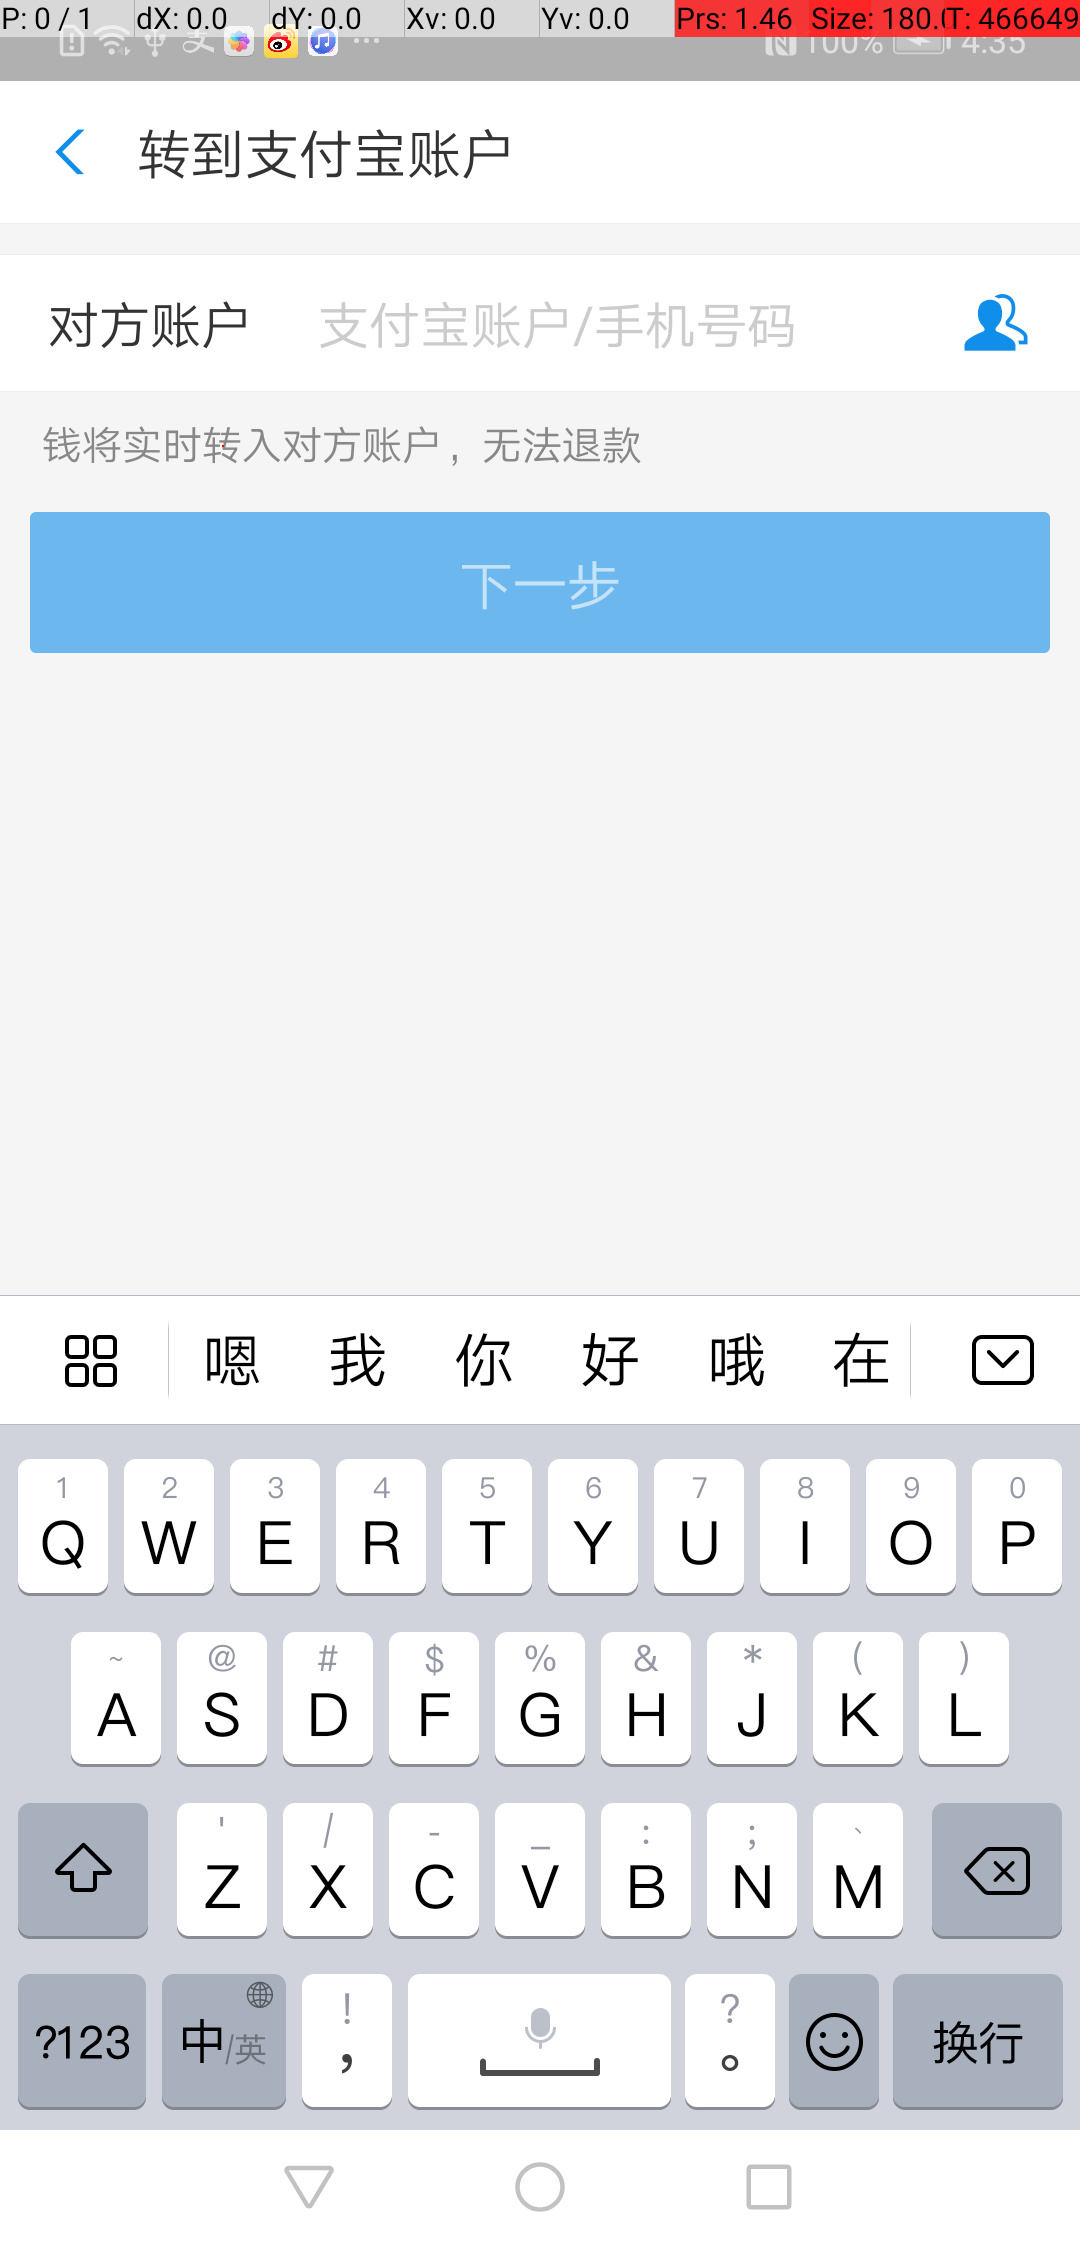 P: 0 / 1 dX: 0.0 dY: 0.0 Xv: 0.0 Yv: 0.0 Prs: 1.46 Size: 180.0 T: 466649
支 100% 4:35
转到支付宝账户
对方账户 支付宝账户/手机号码
钱将实时转入对方账户，无法退款
下一步
嗯 我 你 好 哦 在
1 2 3 4 5 6 7 8 9 0
Q W E R T Y U I O P
~ @ # $ % & * ( )
A S D F G H J K L
' / - _ : ; `
Z X C V B N M
! ?
?123 中/英 , 。 换行